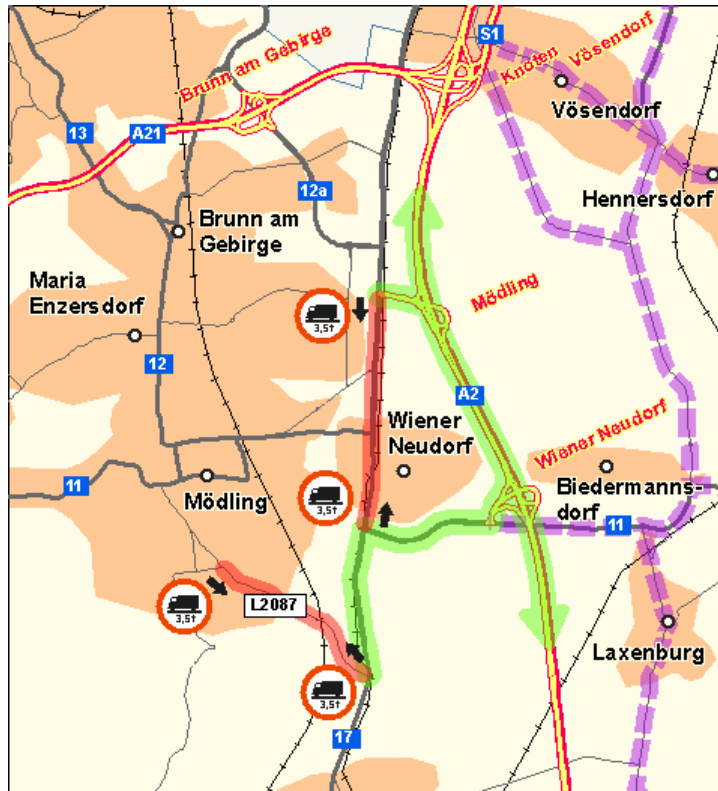 S1
Knoten Vösendorf
Vösendorf
Brunn am Gebirge
13
A21
12a
Hennersdorf
Brunn am
Gebirge
Maria
Enzersdorf
Mödling
3,5t
12
A2
Wiener
Neudorf
Wiener Neudorf
11
Mödling
3,5t
Biedermanns-
dorf
11
3,5t
L2087
Laxenburg
3,5t
17